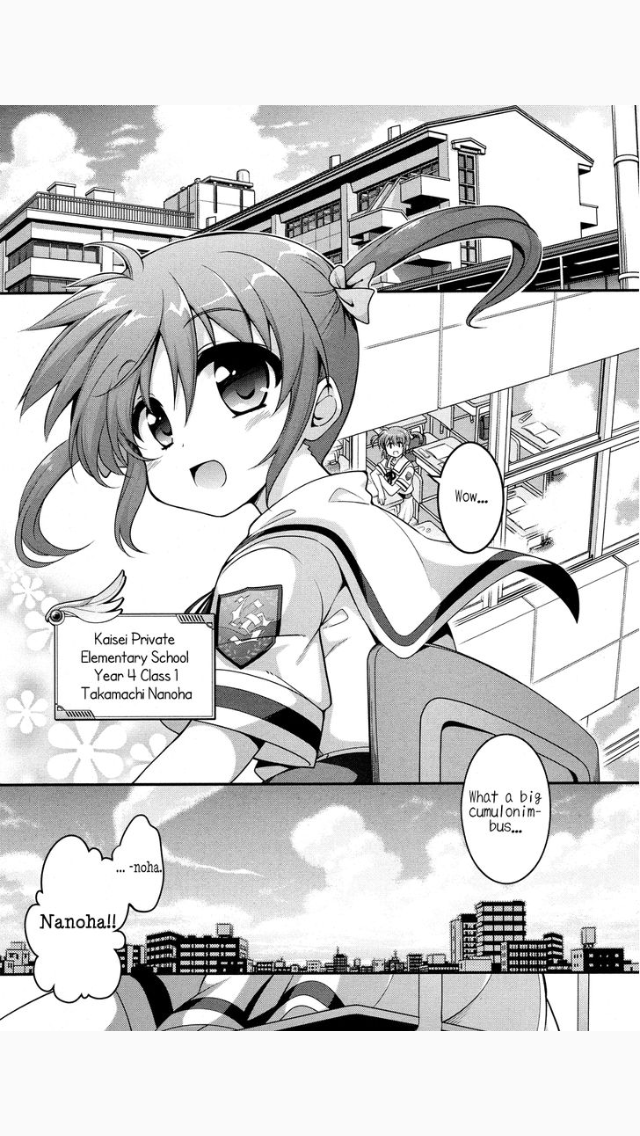 Wow...
Kaisei Private
Elementary School
Year 4 Class 1
Takamachi Nanoha
What a big
cumulonim-
bus...
... -noha.
Nanoha!!